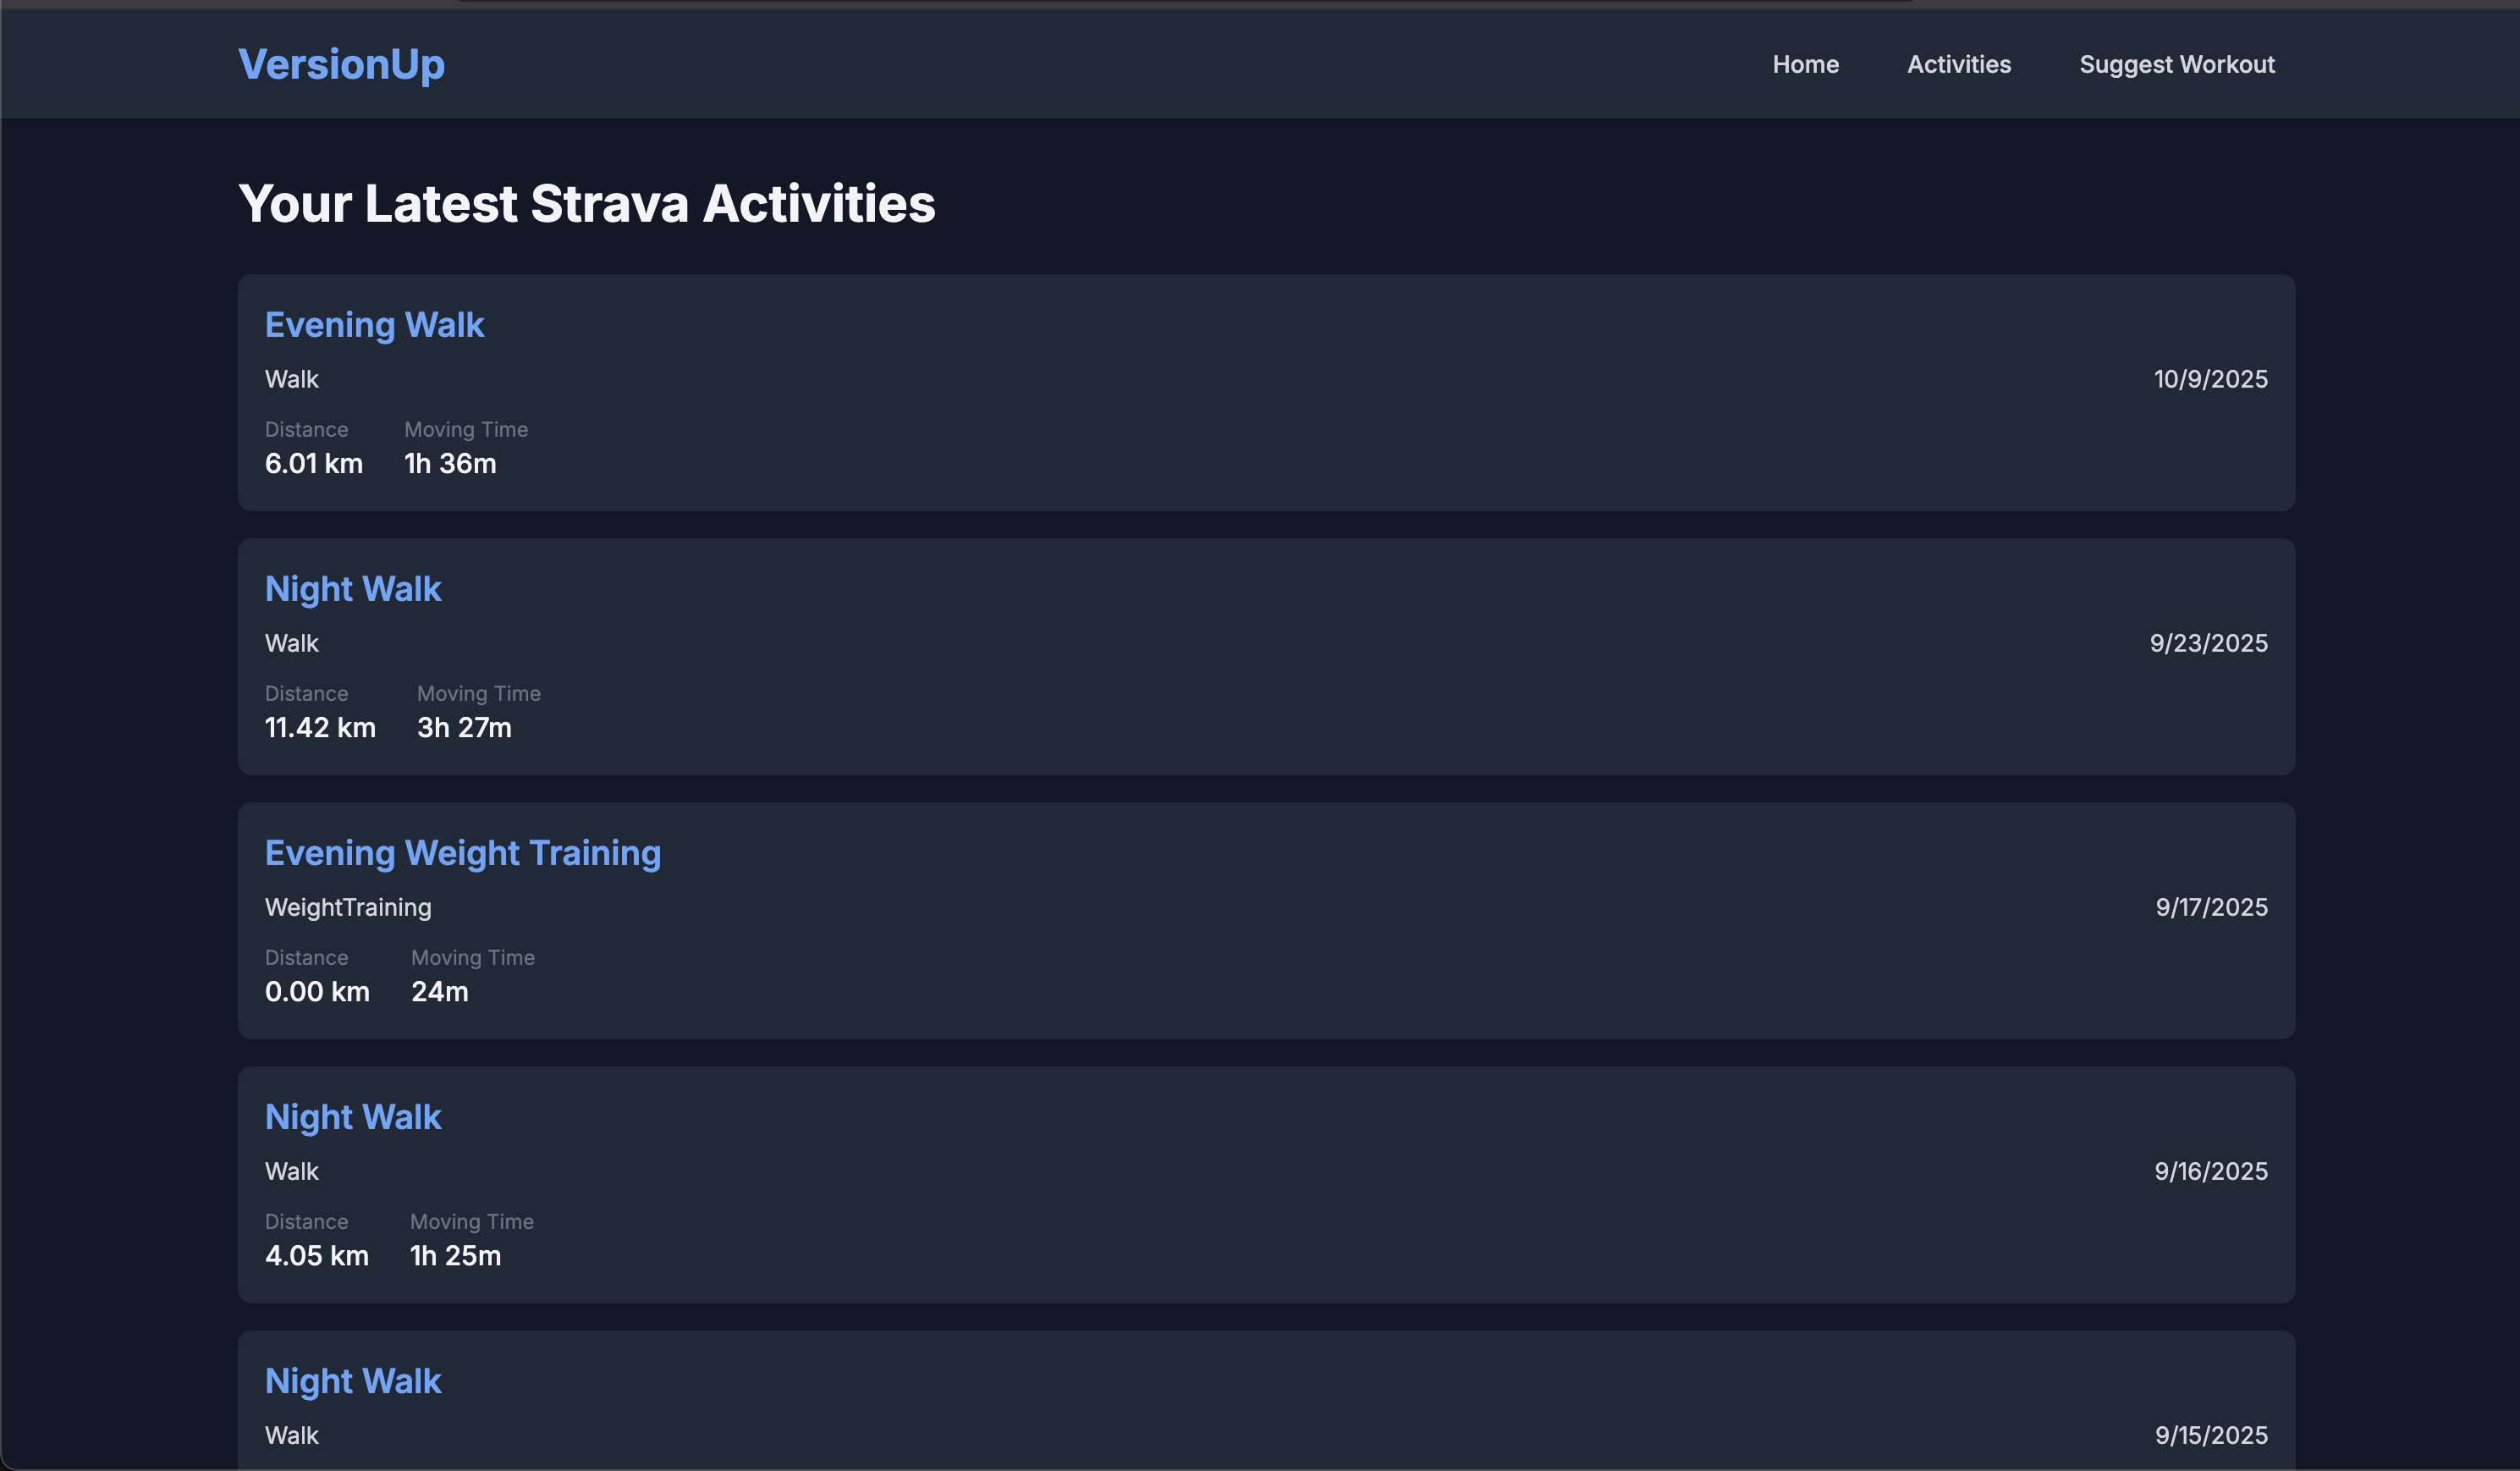 VersionUp
Home Activities Suggest Workout
Your Latest Strava Activities
Evening Walk
Walk 10/9/2025
Distance Moving Time
6.01 km 1h 36m
Night Walk
Walk 9/23/2025
Distance Moving Time
11.42 km 3h 27m
Evening Weight Training
WeightTraining 9/17/2025
Distance Moving Time
0.00 km 24m
Night Walk
Walk 9/16/2025
Distance Moving Time
4.05 km 1h 25m
Night Walk
Walk 9/15/2025